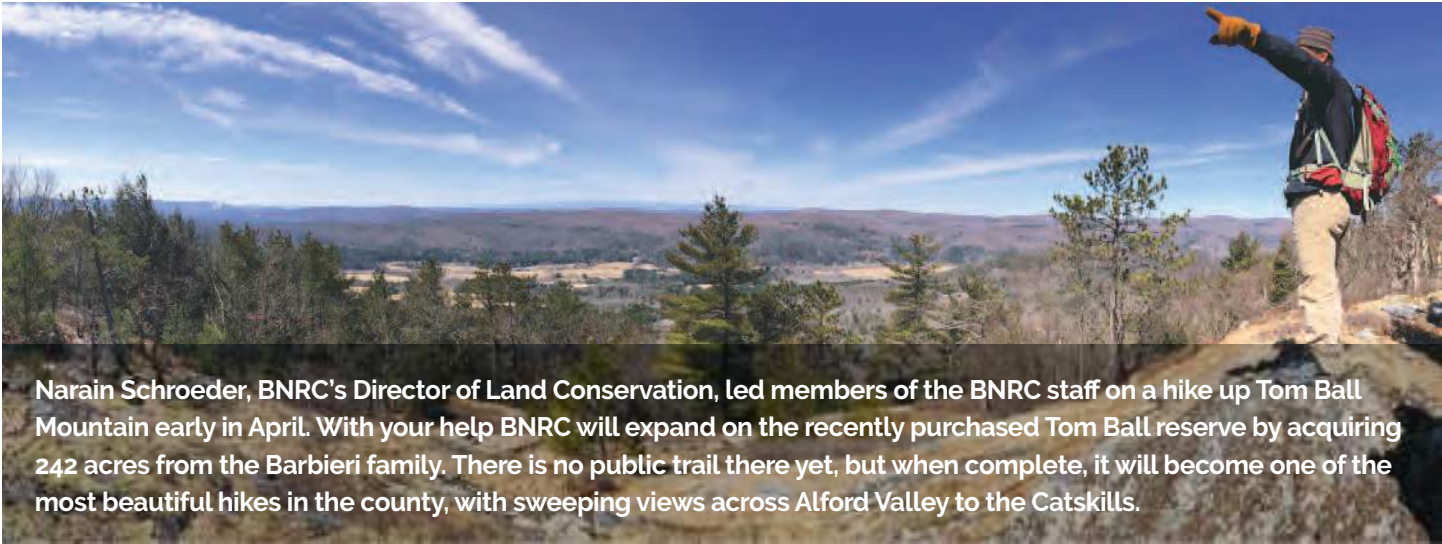 Narain Schroeder, BNRC's Director of Land Conservation, led members of the BNRC staff on a hike up Tom Ball
Mountain early in April. With your help BNRC will expand on the recently purchased Tom Ball reserve by acquiring
242 acres from the Barbieri family. There is no public trail there yet, but when complete, it will become one of the
most beautiful hikes in the county, with sweeping views across Alford Valley to the Catskills.